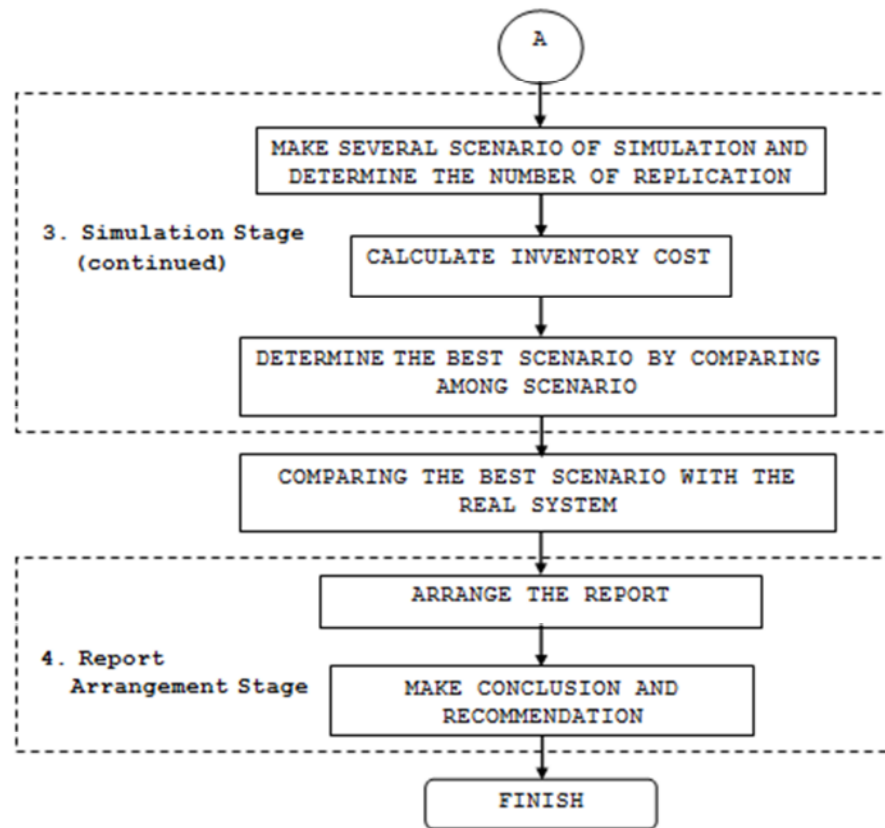 A
MAKE SEVERAL SCENARIO OF SIMULATION AND
DETERMINE THE NUMBER OF REPLICATION
3. Simulation Stage
(continued)
CALCULATE INVENTORY COST
DETERMINE THE BEST SCENARIO BY COMPARING
AMONG SCENARIO
COMPARING THE BEST SCENARIO WITH THE
REAL SYSTEM
ARRANGE THE REPORT
4. Report
Arrangement Stage
MAKE CONCLUSION AND
RECOMMENDATION
FINISH